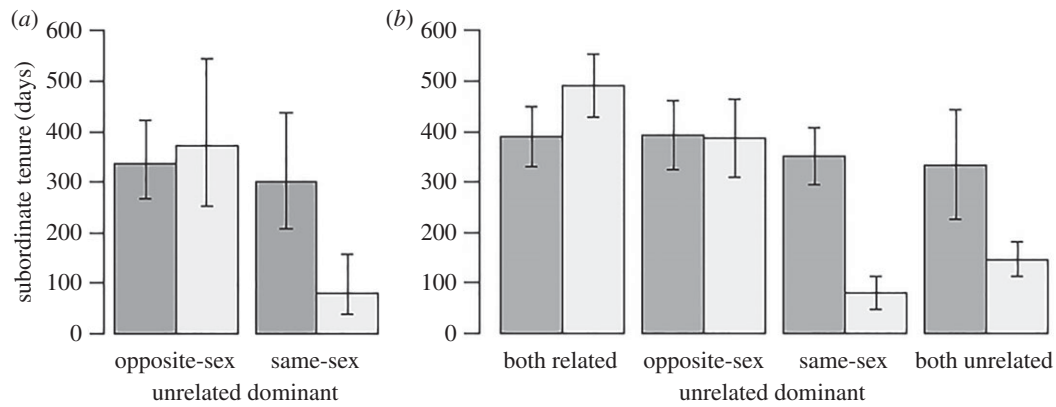 (a)
600
500
400
300
200
100
0
subordinate tenure (days)
opposite-sex same-sex
unrelated dominant
(b)
600
500
400
300
200
100
0
both related opposite-sex same-sex both unrelated
unrelated dominant